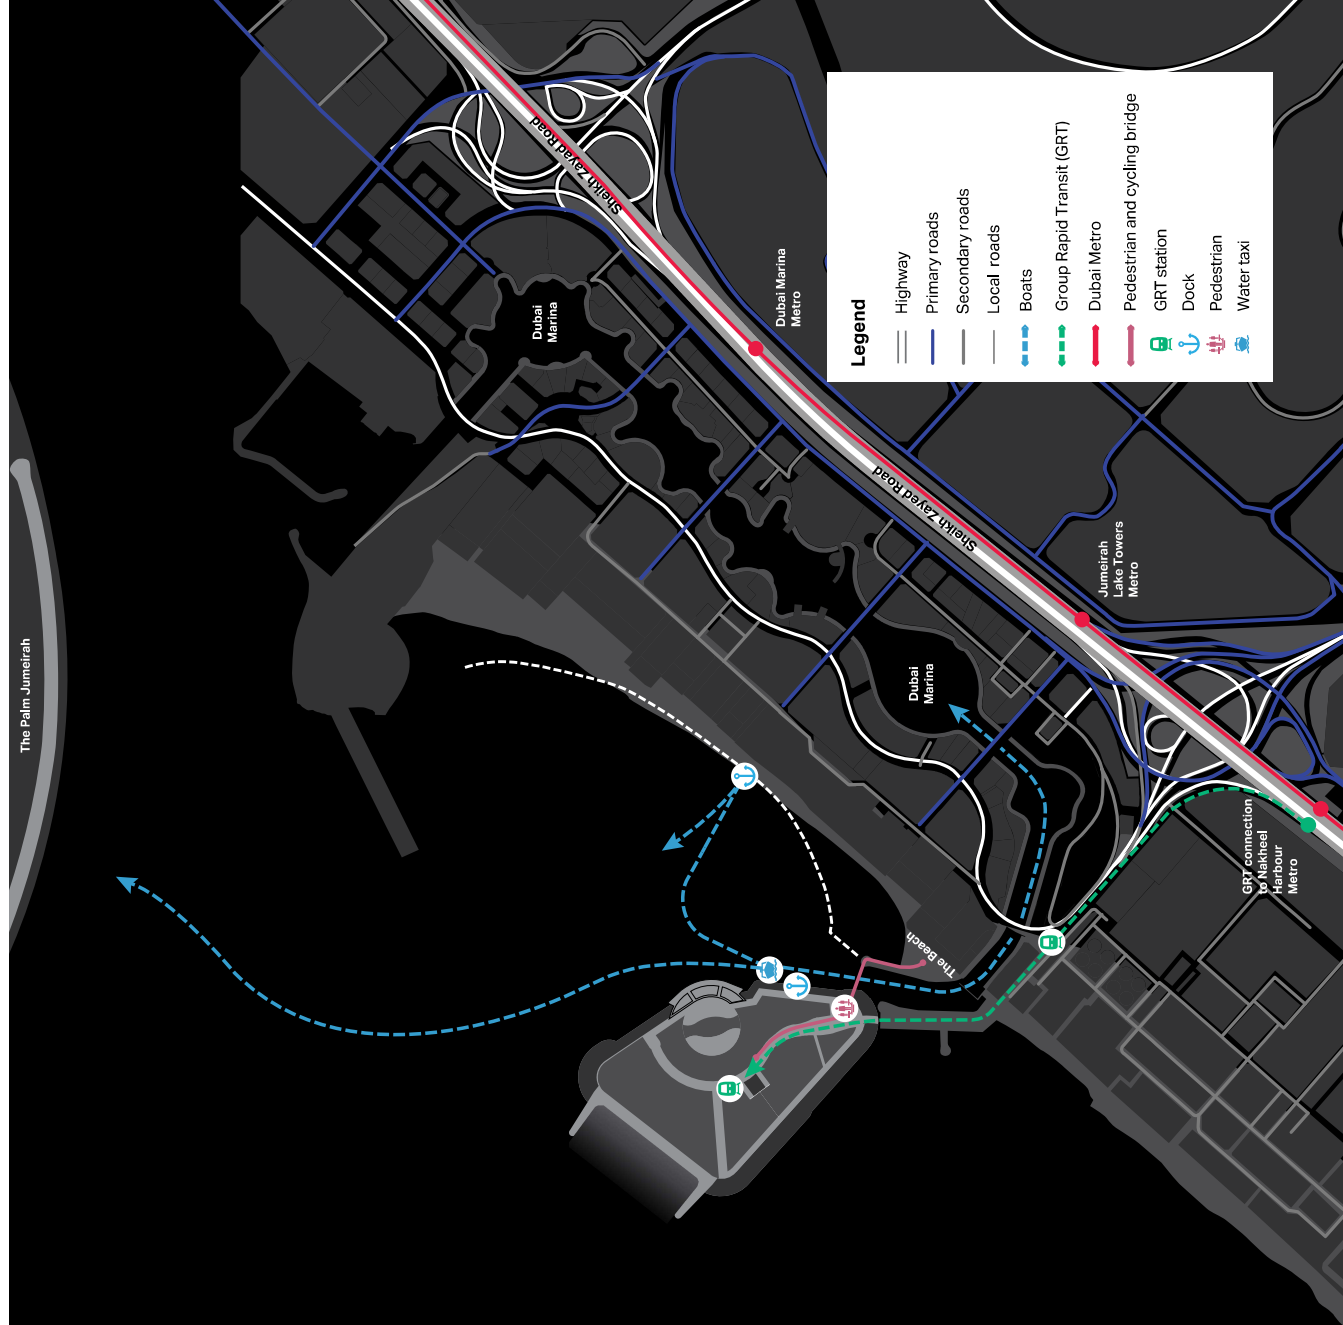 The Palm Jumeirah
Sheikh Zayad Road
Dubai
Marina
Dubai Marina
Metro
Sheikh Zayed Road
Jumeirah
Lake Towers
Metro
Dubai
Marina
The Beach
GRT connection
to Nakheel
Harbour
Metro
Legend
Highway
Primary roads
Secondary roads
Local roads
Boats
Group Rapid Transit (GRT)
Dubai Metro
Pedestrian and cycling bridge
GRT station
Dock
Pedestrian
Water taxi